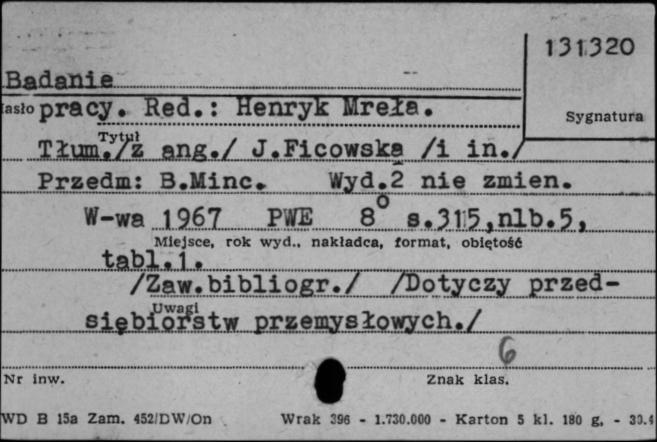 131320
Badanie
Hasło pracy. Red.: Henryk Mreła.
Sygnatura
Tytuł
Tłum./z ang./ J.Ficowska /i in./
Przedm: B.Minc. Wyd.2 nie zmien.
W-wa 1967 PWE 8° s.315,nlb.5,
Miejsce, rok wyd., nakładca, format, objętość
tabl.1.
/Zaw.bibliogr./ /Dotyczy przed-
Uwagi
siębiorstw przemysłowych./
6
Nr inw. Znak klas.
WD B 15a Zam. 452/DW/On Wrak 396 - 1.730.000 - Karton 5 kl. 180 g. - 30.4